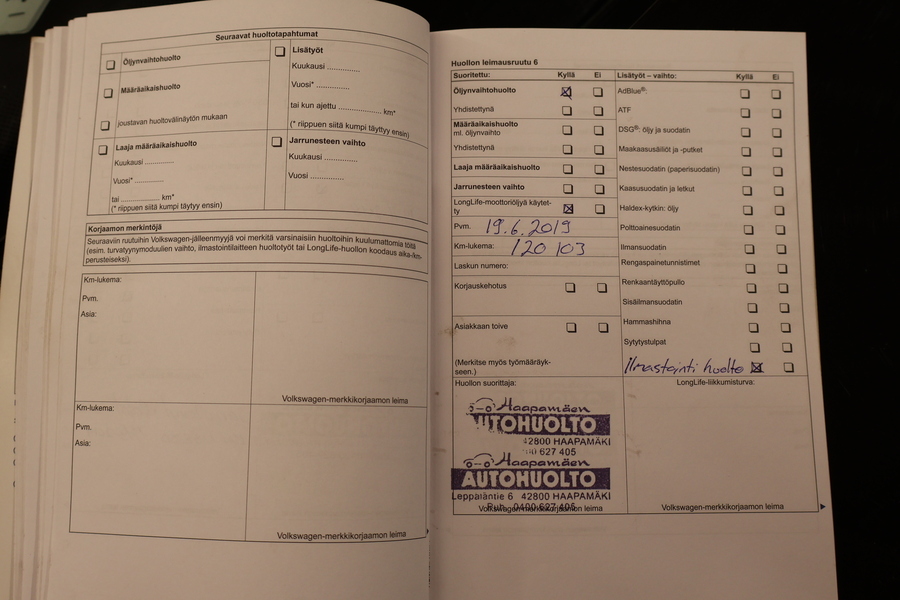 Seuraavat huoltotapahtumat
Öljynvaihtohuolto
Määräaikaishuolto
joustavan huoltovälinäytön mukaan
Lisätyöt
Kuukausi ..............
Vuosi* ..............
tai kun ajettu .................. km*
(* riippuen siitä kumpi täyttyy ensin)
Laaja määräaikaishuolto
Kuukausi ............
Vuosi* ............
tai ................ km*
(* riippuen siitä kumpi täyttyy ensin)
Jarrunesteen vaihto
Kuukausi ..............
Vuosi ..............
Korjaamon merkintöjä
Seuraaviin ruutuihin Volkswagen-jälleenmyyjä voi merkitä varsinaisiin huoltoihin kuulumattomia töitä
(esim. turvatyynymoduulien vaihto, ilmastointilaitteen huoltotyöt tai LongLife-huollon koodaus aika-/km-
perusteiseksi).
Km-lukema:
Pvm.
Asia:
Volkswagen-merkkikorjaamon leima
Km-lukema:
Pvm.
Asia:
Volkswagen-merkkikorjaamon leima
Huollon leimausruutu 6
Suoritettu: Kyllä Ei
Öljynvaihtohuolto
Yhdistettynä
Määräaikaishuolto
ml. öljynvaihto
Yhdistettynä
Laaja määräaikaishuolto
Jarrunesteen vaihto
LongLife-moottoriöljyä käytet-
ty
Pvm. 19.6.2019
Km-lukema: 120 103
Laskun numero:
Korjauskehotus
Asiakkaan toive
(Merkitse myös työmääräyk-
seen.)
Lisätyöt – vaihto: Kyllä Ei
AdBlue®:
ATF
DSG®: öljy ja suodatin
Maakaasusäiliöt ja -putket
Nestesuodatin (paperisuodatin)
Kaasusuodatin ja letkut
Haldex-kytkin: öljy
Polttoainesuodatin
Ilmansuodatin
Rengaspainetunnistimet
Renkaantäyttöpullo
Sisäilmansuodatin
Hammashihna
Sytytystulpat
Ilmastointi huolto
Huollon suorittaja:
Haapamäen
AUTOHUOLTO
42800 HAAPAMÄKI
627 405
Haapamäen
AUTOHUOLTO
Leppäläntie 6 42800 HAAPAMÄKI
Puh. 0400 627 405
Volkswagen-merkkikorjaamon leima
LongLife-liikkumisturva:
Volkswagen-merkkikorjaamon leima